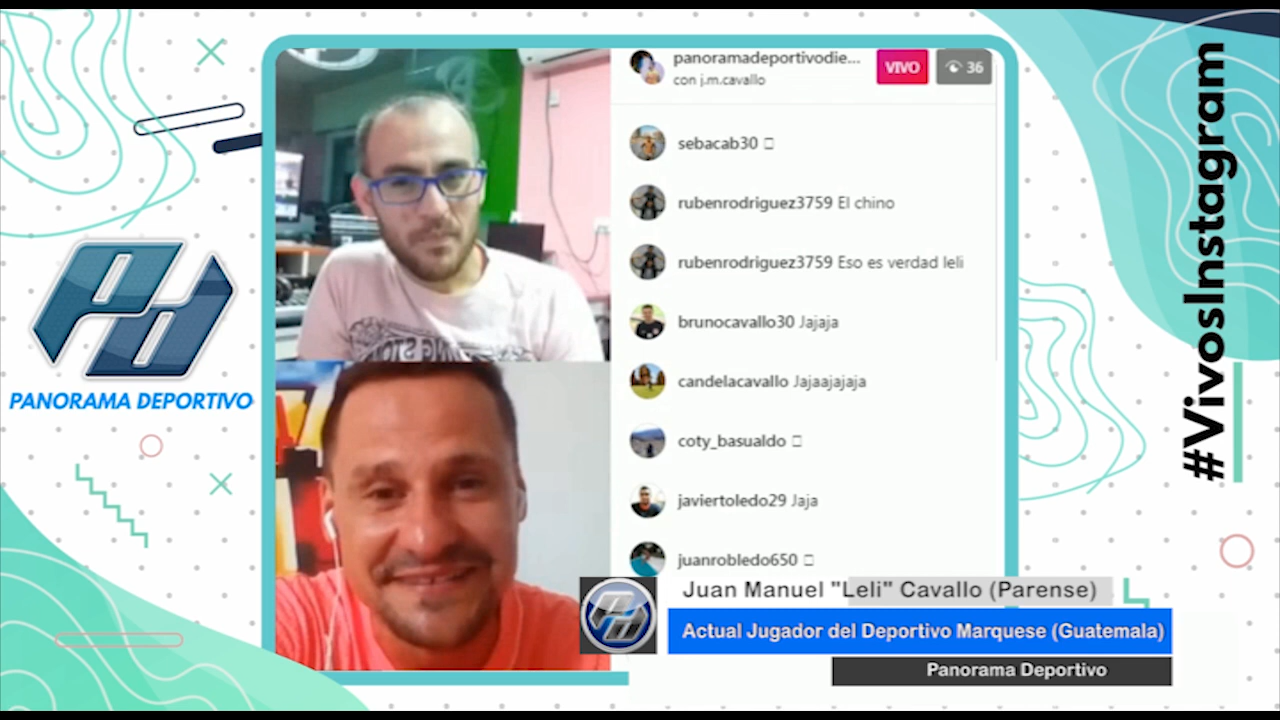 panoramadeportivodie...
con j.m.cavallo
VIVO
36
sebacab30
rubenrodriguez3759 El chino
rubenrodriguez3759 Eso es verdad leli
brunocavallo30 Jajaja
candelacavallo Jajaajajaja
coty_basualdo
javiertoledo29 Jaja
juanrobledo650
PD
PANORAMA DEPORTIVO
#VivosInstagram
Juan Manuel "Leli" Cavallo (Parense)
Actual Jugador del Deportivo Marquese (Guatemala)
Panorama Deportivo